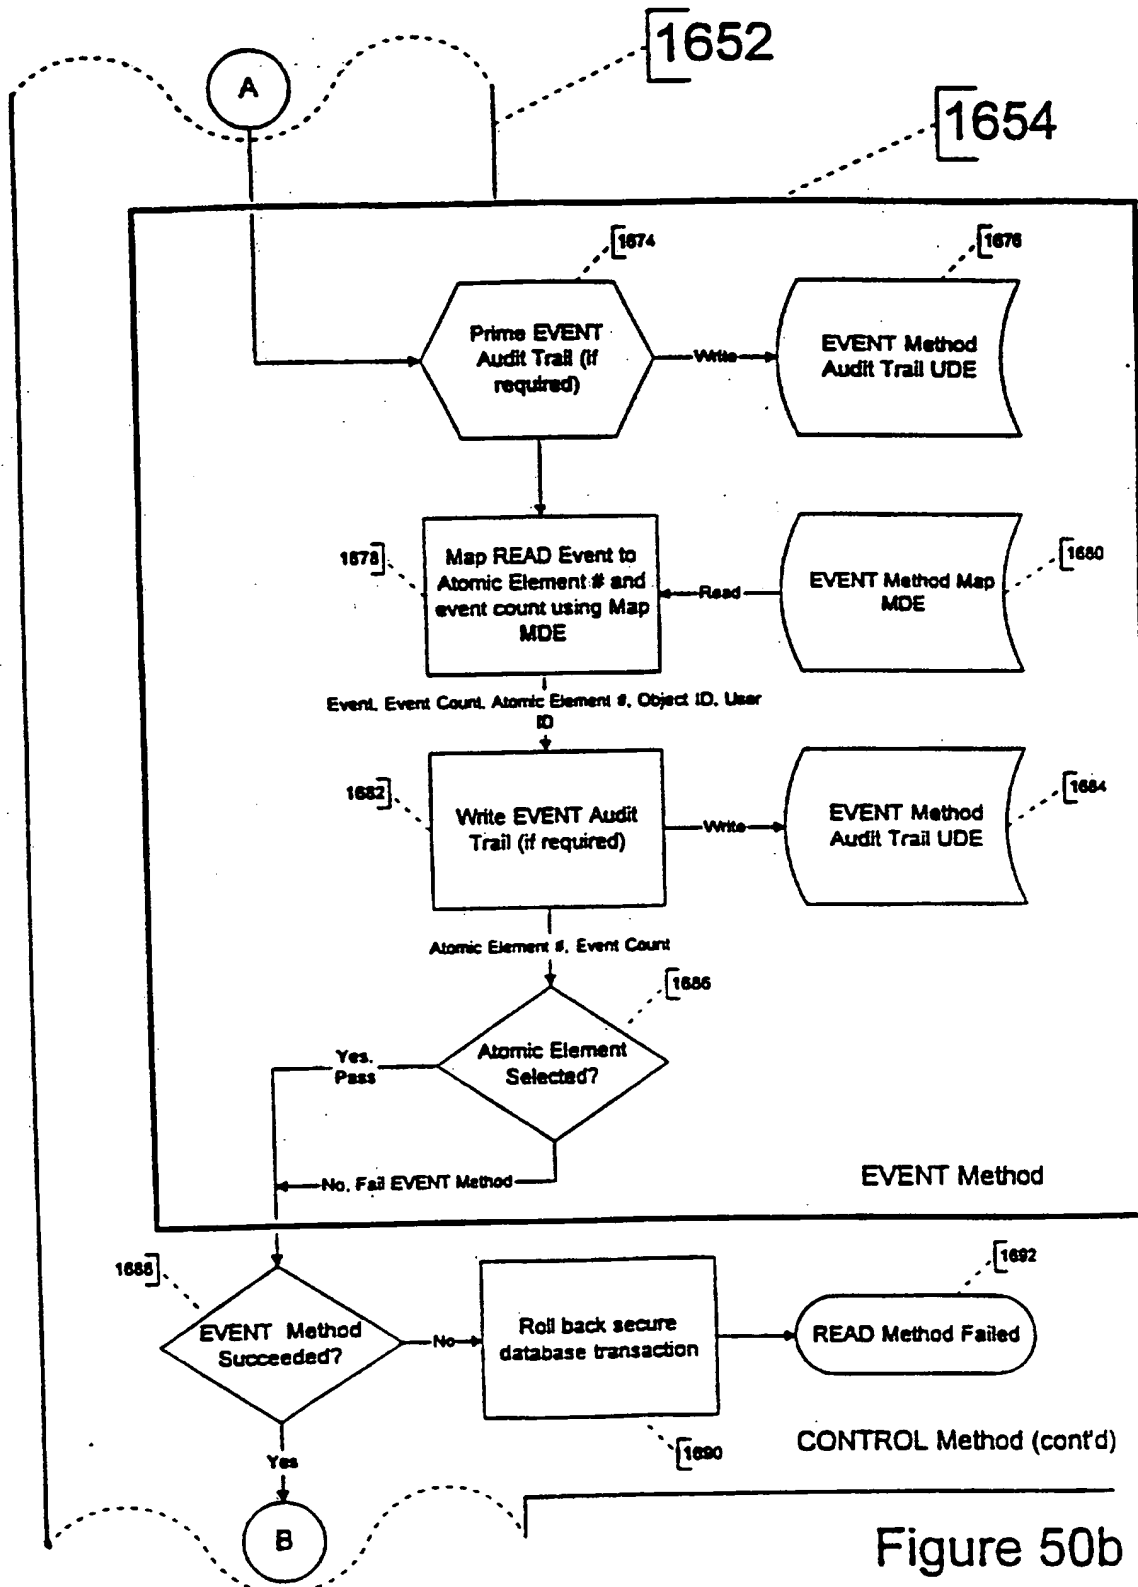 1652
A
1654
1674
1676
Prime EVENT
Audit Trail (if
required)
Write
EVENT Method
Audit Trail UDE
1678
Map READ Event to
Atomic Element # and
event count using Map
MDE
Read
EVENT Method Map
MDE
1680
Event, Event Count, Atomic Element #, Object ID, User
ID
1682
Write EVENT Audit
Trail (if required)
Write
EVENT Method
Audit Trail UDE
1684
Atomic Element #, Event Count
1686
Atomic Element
Selected?
Yes,
Pass
No, Fail EVENT Method
EVENT Method
1688
EVENT Method
Succeeded?
No
Roll back secure
database transaction
1692
READ Method Failed
1690
CONTROL Method (cont'd)
Yes
B
Figure 50b